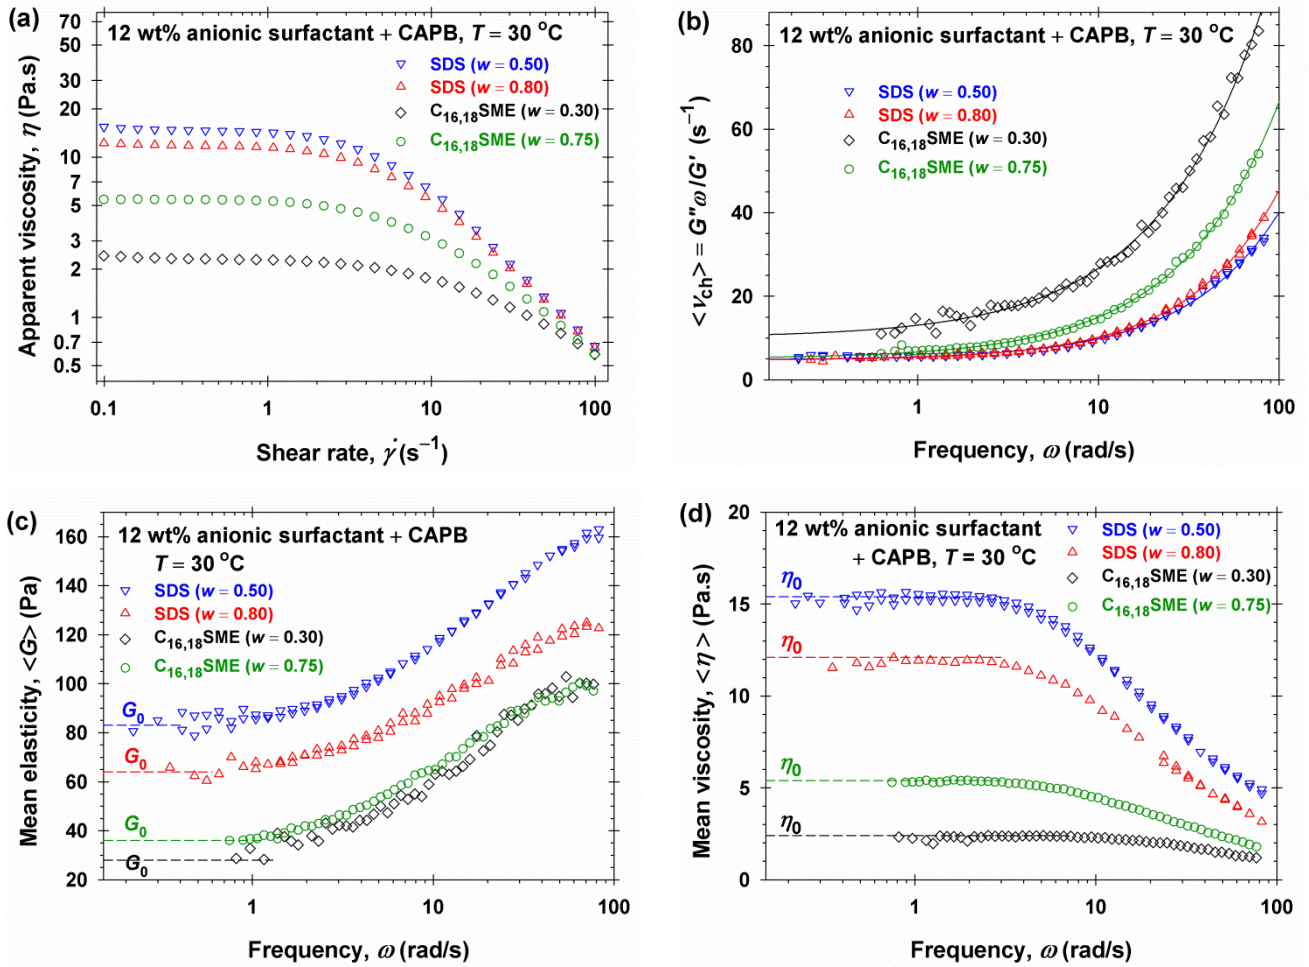 (a)
12 wt% anionic surfactant + CAPB, T = 30 °C
SDS (w = 0.50)
SDS (w = 0.80)
C16,18SME (w = 0.30)
C16,18SME (w = 0.75)
Apparent viscosity, η (Pa.s)
70
50
30
20
10
7
5
3
2
1
0.7
0.5
0.1
1
10
100
Shear rate, γ̇ (s⁻¹)
(b)
12 wt% anionic surfactant + CAPB, T = 30 °C
SDS (w = 0.50)
SDS (w = 0.80)
C16,18SME (w = 0.30)
C16,18SME (w = 0.75)
<νch> = G″ω/G′ (s⁻¹)
80
60
40
20
0
1
10
100
Frequency, ω (rad/s)
(c)
12 wt% anionic surfactant + CAPB
T = 30 °C
SDS (w = 0.50)
SDS (w = 0.80)
C16,18SME (w = 0.30)
C16,18SME (w = 0.75)
G0
G0
G0
G0
Mean elasticity, <G> (Pa)
160
140
120
100
80
60
40
20
1
10
100
Frequency, ω (rad/s)
(d)
12 wt% anionic surfactant
+ CAPB, T = 30 °C
SDS (w = 0.50)
SDS (w = 0.80)
C16,18SME (w = 0.30)
C16,18SME (w = 0.75)
η0
η0
η0
η0
Mean viscosity, <η> (Pa.s)
20
15
10
5
0
1
10
100
Frequency, ω (rad/s)